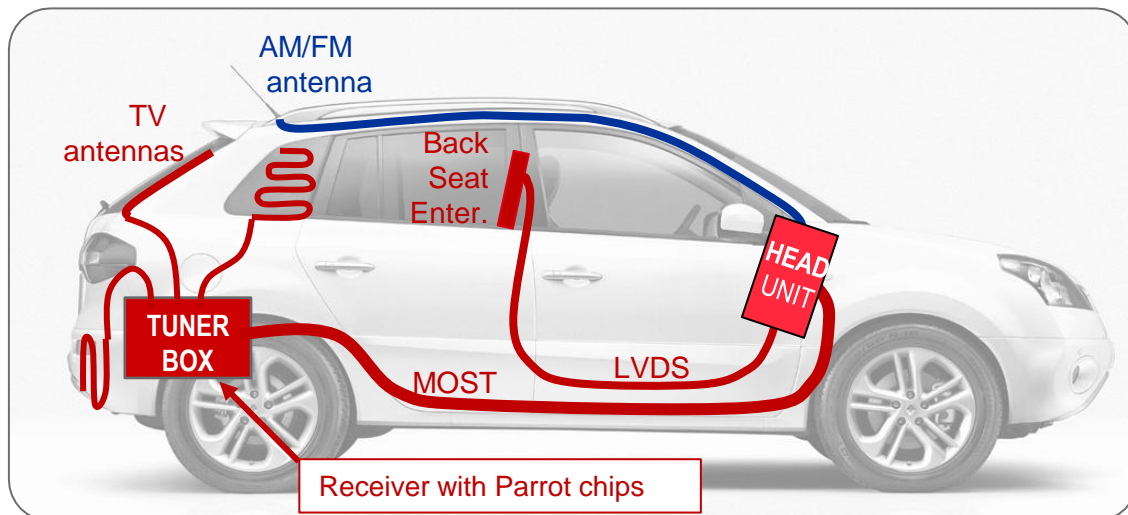 AM/FM
antenna
TV
antennas
Back
Seat
Enter.
HEAD
UNIT
TUNER
BOX
LVDS
MOST
Receiver with Parrot chips